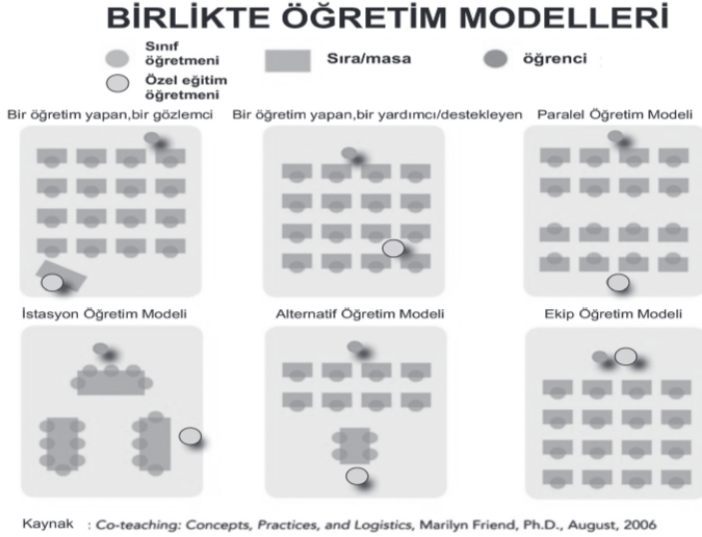 BİRLİKTE ÖĞRETİM MODELLERİ
Sınıf
öğretmeni
Sıra/masa
öğrenci
Özel eğitim
öğretmeni
Bir öğretim yapan,bir gözlemci
Bir öğretim yapan,bir yardımcı/destekleyen
Paralel Öğretim Modeli
İstasyon Öğretim Modeli
Alternatif Öğretim Modeli
Ekip Öğretim Modeli
Kaynak : Co-teaching: Concepts, Practices, and Logistics, Marilyn Friend, Ph.D., August, 2006